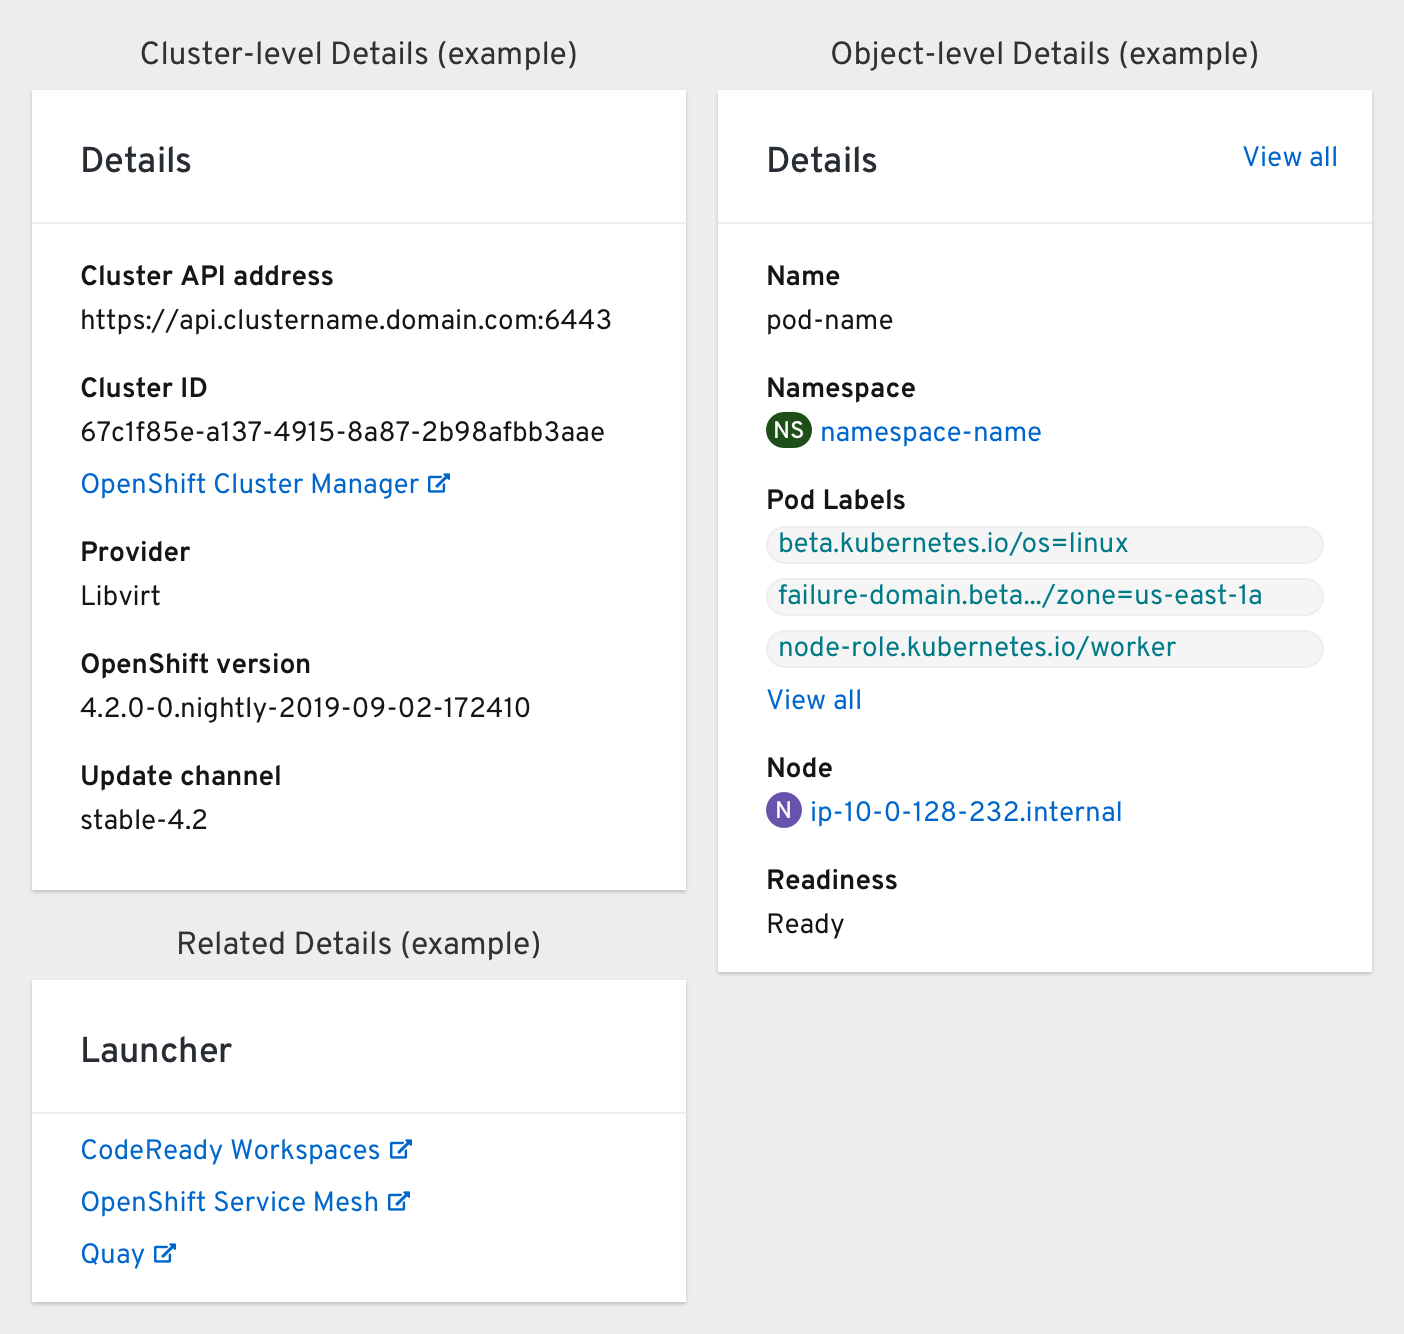 Cluster-level Details (example)
Details
Cluster API address
https://api.clustername.domain.com:6443
Cluster ID
67c1f85e-a137-4915-8a87-2b98afbb3aae
OpenShift Cluster Manager
Provider
Libvirt
OpenShift version
4.2.0-0.nightly-2019-09-02-172410
Update channel
stable-4.2
Related Details (example)
Launcher
CodeReady Workspaces
OpenShift Service Mesh
Quay
Object-level Details (example)
Details View all
Name
pod-name
Namespace
NS namespace-name
Pod Labels
beta.kubernetes.io/os=linux
failure-domain.beta.../zone=us-east-1a
node-role.kubernetes.io/worker
View all
Node
N ip-10-0-128-232.internal
Readiness
Ready